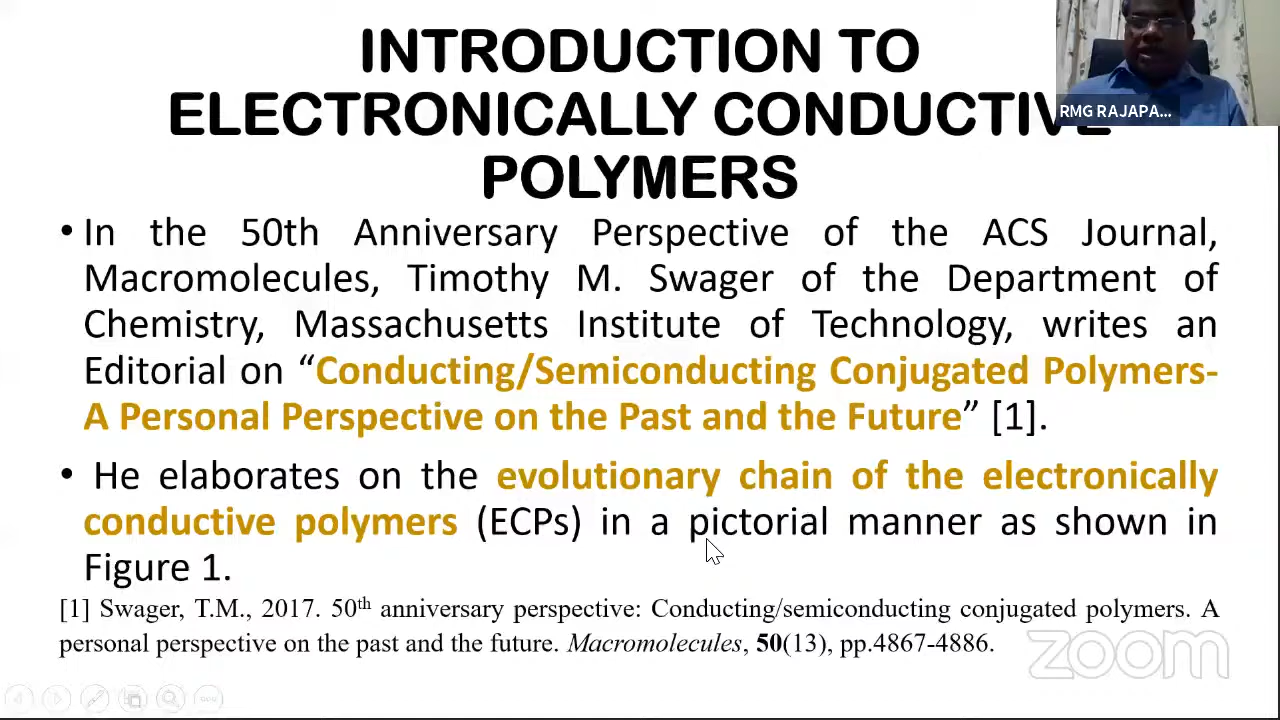 INTRODUCTION TO
ELECTRONICALLY CONDUCTIVE
POLYMERS
RMG RAJAPA...
• In the 50th Anniversary Perspective of the ACS Journal,
Macromolecules, Timothy M. Swager of the Department of
Chemistry, Massachusetts Institute of Technology, writes an
Editorial on “Conducting/Semiconducting Conjugated Polymers-
A Personal Perspective on the Past and the Future” [1].
• He elaborates on the evolutionary chain of the electronically
conductive polymers (ECPs) in a pictorial manner as shown in
Figure 1.
[1] Swager, T.M., 2017. 50th anniversary perspective: Conducting/semiconducting conjugated polymers. A
personal perspective on the past and the future. Macromolecules, 50(13), pp.4867-4886.
zoom